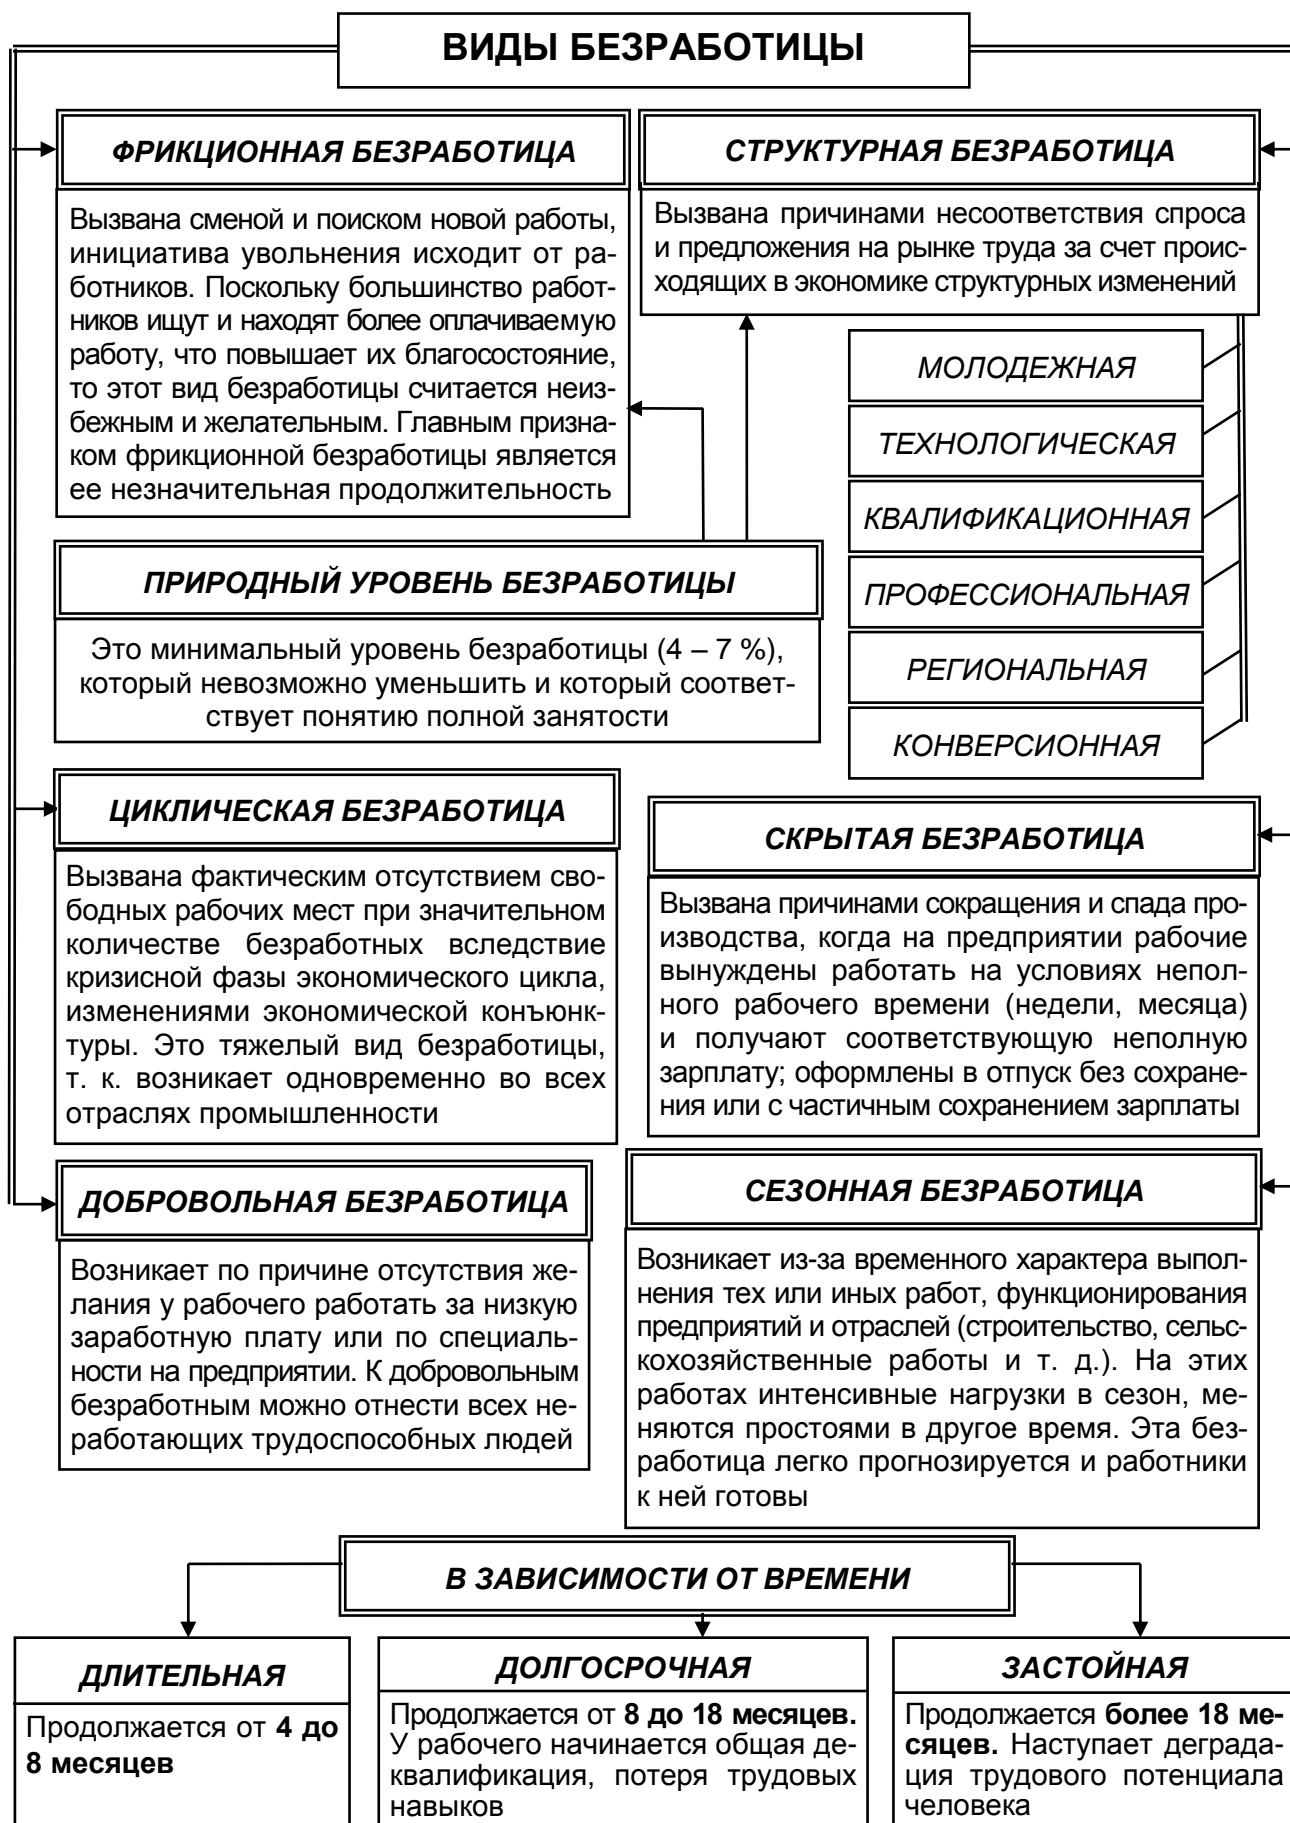 ВИДЫ БЕЗРАБОТИЦЫ
ФРИКЦИОННАЯ БЕЗРАБОТИЦА
Вызвана сменой и поиском новой работы,
инициатива увольнения исходит от ра-
ботников. Поскольку большинство работ-
ников ищут и находят более оплачиваемую
работу, что повышает их благосостояние,
то этот вид безработицы считается неиз-
бежным и желательным. Главным призна-
ком фрикционной безработицы является
ее незначительная продолжительность
СТРУКТУРНАЯ БЕЗРАБОТИЦА
Вызвана причинами несоответствия спроса
и предложения на рынке труда за счет проис-
ходящих в экономике структурных изменений
МОЛОДЕЖНАЯ
ТЕХНОЛОГИЧЕСКАЯ
КВАЛИФИКАЦИОННАЯ
ПРОФЕССИОНАЛЬНАЯ
РЕГИОНАЛЬНАЯ
КОНВЕРСИОННАЯ
ПРИРОДНЫЙ УРОВЕНЬ БЕЗРАБОТИЦЫ
Это минимальный уровень безработицы (4 – 7 %),
который невозможно уменьшить и который соответ-
ствует понятию полной занятости
ЦИКЛИЧЕСКАЯ БЕЗРАБОТИЦА
Вызвана фактическим отсутствием сво-
бодных рабочих мест при значительном
количестве безработных вследствие
кризисной фазы экономического цикла,
изменениями экономической конъюнк-
туры. Это тяжелый вид безработицы,
т. к. возникает одновременно во всех
отраслях промышленности
СКРЫТАЯ БЕЗРАБОТИЦА
Вызвана причинами сокращения и спада про-
изводства, когда на предприятии рабочие
вынуждены работать на условиях непол-
ного рабочего времени (недели, месяца)
и получают соответствующую неполную
зарплату; оформлены в отпуск без сохране-
ния или с частичным сохранением зарплаты
ДОБРОВОЛЬНАЯ БЕЗРАБОТИЦА
Возникает по причине отсутствия же-
лания у рабочего работать за низкую
заработную плату или по специаль-
ности на предприятии. К добровольным
безработным можно отнести всех не-
работающих трудоспособных людей
СЕЗОННАЯ БЕЗРАБОТИЦА
Возникает из-за временного характера выпол-
нения тех или иных работ, функционирования
предприятий и отраслей (строительство, сельс-
кохозяйственные работы и т. д.). На этих
работах интенсивные нагрузки в сезон, ме-
няются простоями в другое время. Эта без-
работица легко прогнозируется и работники
к ней готовы
В ЗАВИСИМОСТИ ОТ ВРЕМЕНИ
ДЛИТЕЛЬНАЯ
Продолжается от 4 до
8 месяцев
ДОЛГОСРОЧНАЯ
Продолжается от 8 до 18 месяцев.
У рабочего начинается общая де-
квалификация, потеря трудовых
навыков
ЗАСТОЙНАЯ
Продолжается более 18 ме-
сяцев. Наступает деграда-
ция трудового потенциала
человека